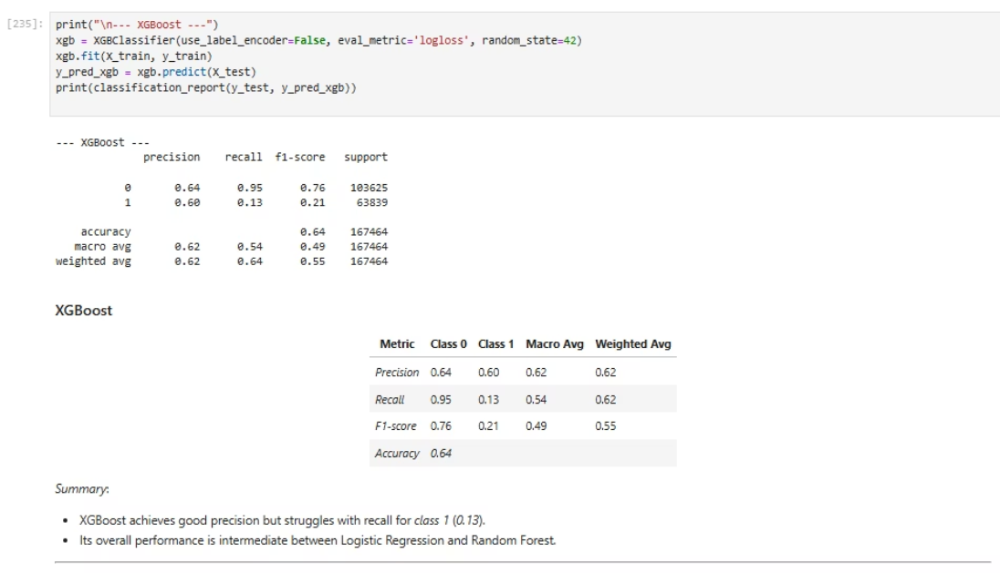 [235]: print("\n--- XGBoost ---")
xgb = XGBClassifier(use_label_encoder=False, eval_metric='logloss', random_state=42)
xgb.fit(X_train, y_train)
y_pred_xgb = xgb.predict(X_test)
print(classification_report(y_test, y_pred_xgb))
--- XGBoost ---
precision recall f1-score support
0 0.64 0.95 0.76 103625
1 0.60 0.13 0.21 63839
accuracy 0.64 167464
macro avg 0.62 0.54 0.49 167464
weighted avg 0.62 0.64 0.55 167464
XGBoost
Metric Class 0 Class 1 Macro Avg Weighted Avg
Precision 0.64 0.60 0.62 0.62
Recall 0.95 0.13 0.54 0.62
F1-score 0.76 0.21 0.49 0.55
Accuracy 0.64
Summary:
• XGBoost achieves good precision but struggles with recall for class 1 (0.13).
• Its overall performance is intermediate between Logistic Regression and Random Forest.